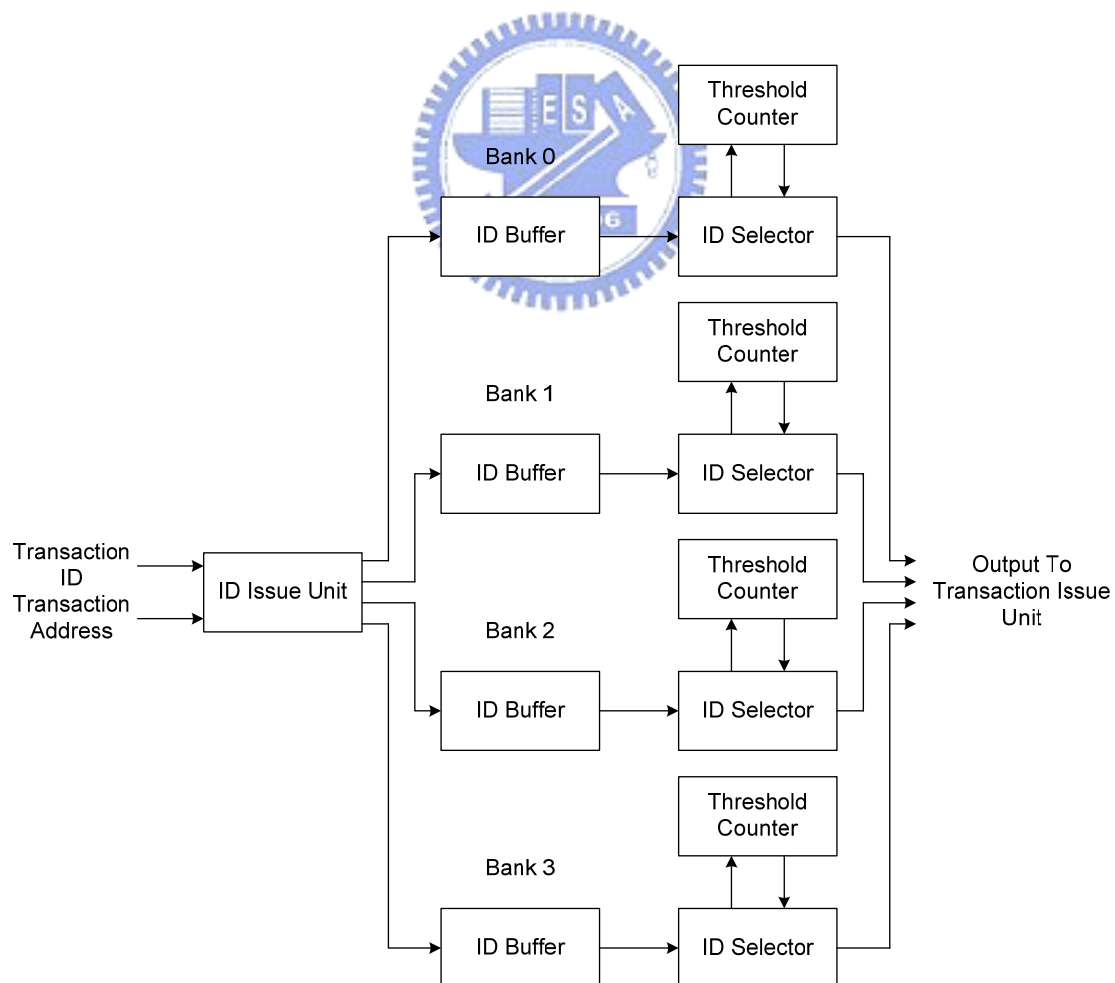 Threshold
Counter
E S A
Bank 0
ID Buffer
ID Selector
Threshold
Counter
Bank 1
ID Buffer
ID Selector
Transaction
ID
Transaction
Address
ID Issue Unit
Threshold
Counter
Output To
Transaction Issue
Unit
Bank 2
ID Buffer
ID Selector
Threshold
Counter
Bank 3
ID Buffer
ID Selector